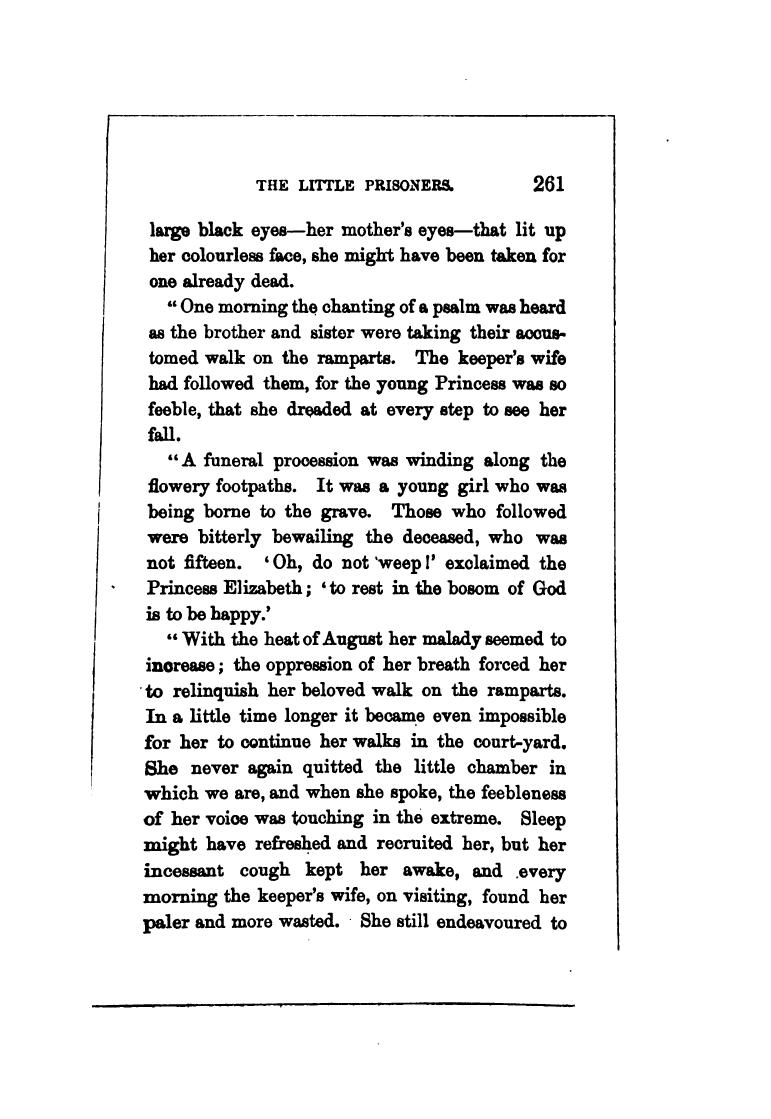 THE LITTLE PRISONERS. 261
large black eyes—her mother's eyes—that lit up
her colourless face, she might have been taken for
one already dead.
"One morning the chanting of a psalm was heard
as the brother and sister were taking their accus-
tomed walk on the ramparts. The keeper's wife
had followed them, for the young Princess was so
feeble, that she dreaded at every step to see her
fall.
"A funeral procession was winding along the
flowery footpaths. It was a young girl who was
being borne to the grave. Those who followed
were bitterly bewailing the deceased, who was
not fifteen. 'Oh, do not weep!' exclaimed the
Princess Elizabeth; 'to rest in the bosom of God
is to be happy.'
"With the heat of August her malady seemed to
increase; the oppression of her breath forced her
to relinquish her beloved walk on the ramparts.
In a little time longer it became even impossible
for her to continue her walks in the court-yard.
She never again quitted the little chamber in
which we are, and when she spoke, the feebleness
of her voice was touching in the extreme. Sleep
might have refreshed and recruited her, but her
incessant cough kept her awake, and every
morning the keeper's wife, on visiting, found her
paler and more wasted. She still endeavoured to